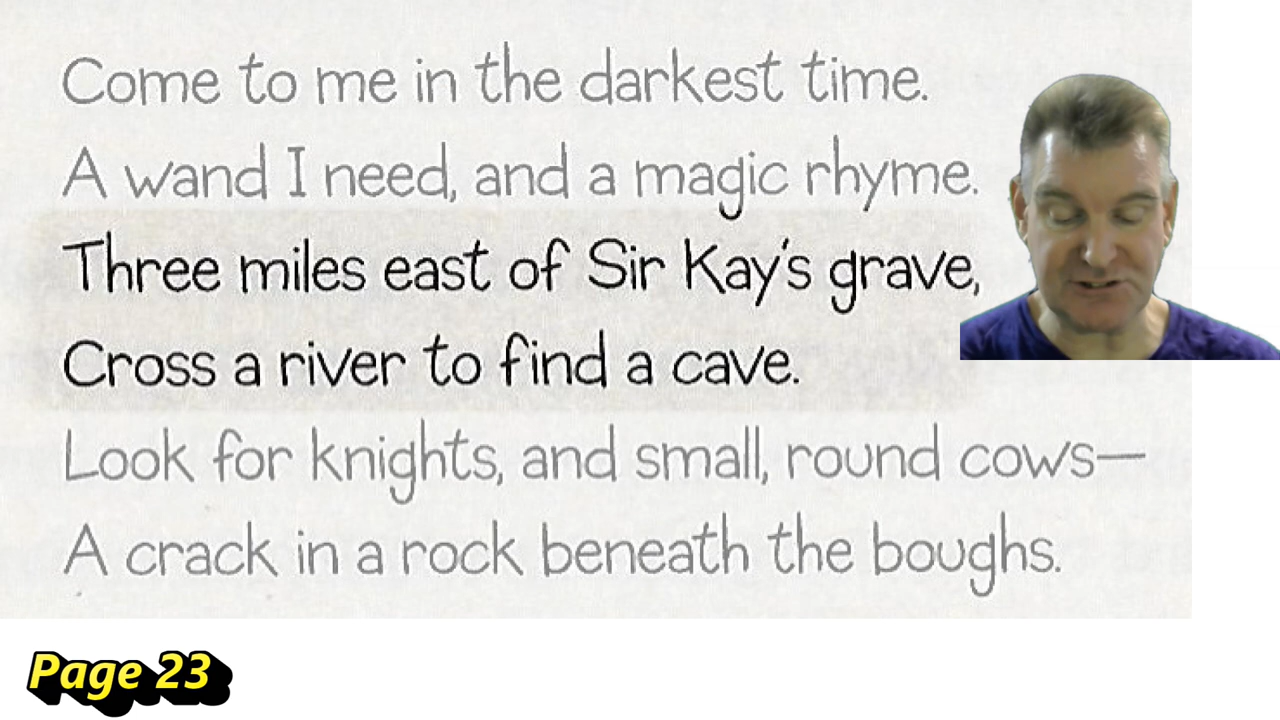 Come to me in the darkest time.
A wand I need, and a magic rhyme.
Three miles east of Sir Kay's grave,
Cross a river to find a cave.
Look for knights, and small, round cows—
A crack in a rock beneath the boughs.
Page 23